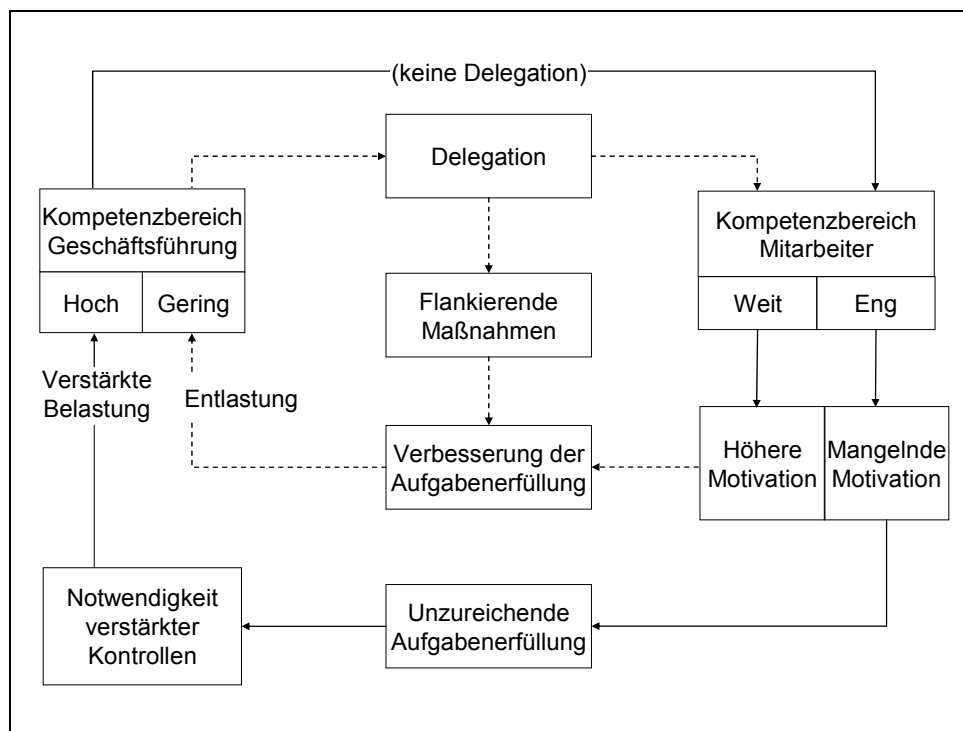 (keine Delegation)
Delegation
Kompetenzbereich
Geschäftsführung
Hoch
Gering
Kompetenzbereich
Mitarbeiter
Weit
Eng
Flankierende
Maßnahmen
Verstärkte
Belastung
Entlastung
Verbesserung der
Aufgabenerfüllung
Höhere
Motivation
Mangelnde
Motivation
Notwendigkeit
verstärkter
Kontrollen
Unzureichende
Aufgabenerfüllung